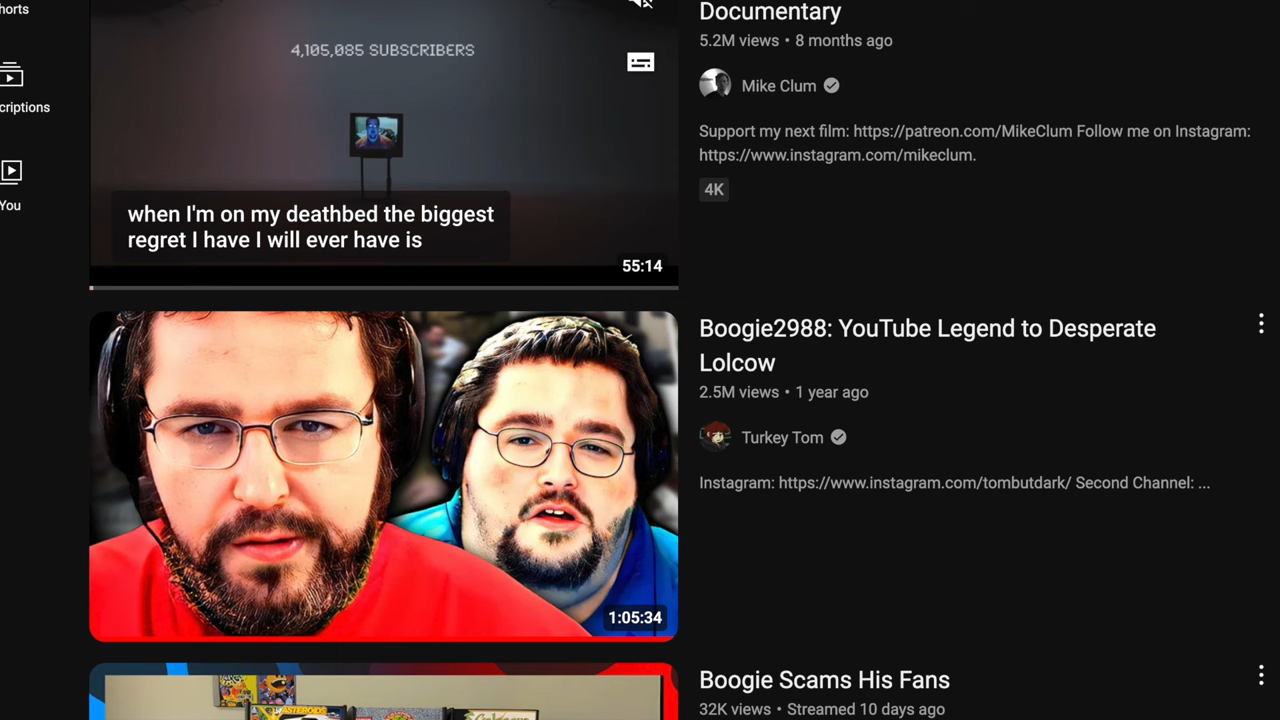 horts
Documentary
4,105,085 SUBSCRIBERS
5.2M views • 8 months ago
Mike Clum
criptions
Support my next film: https://patreon.com/MikeClum Follow me on Instagram:
https://www.instagram.com/mikeclum.
4K
You
when I'm on my deathbed the biggest
regret I have I will ever have is
55:14
Boogie2988: YouTube Legend to Desperate
Lolcow
2.5M views • 1 year ago
Turkey Tom
Instagram: https://www.instagram.com/tombutdark/ Second Channel: ...
1:05:34
Boogie Scams His Fans
32K views • Streamed 10 days ago
ASTEROIDS